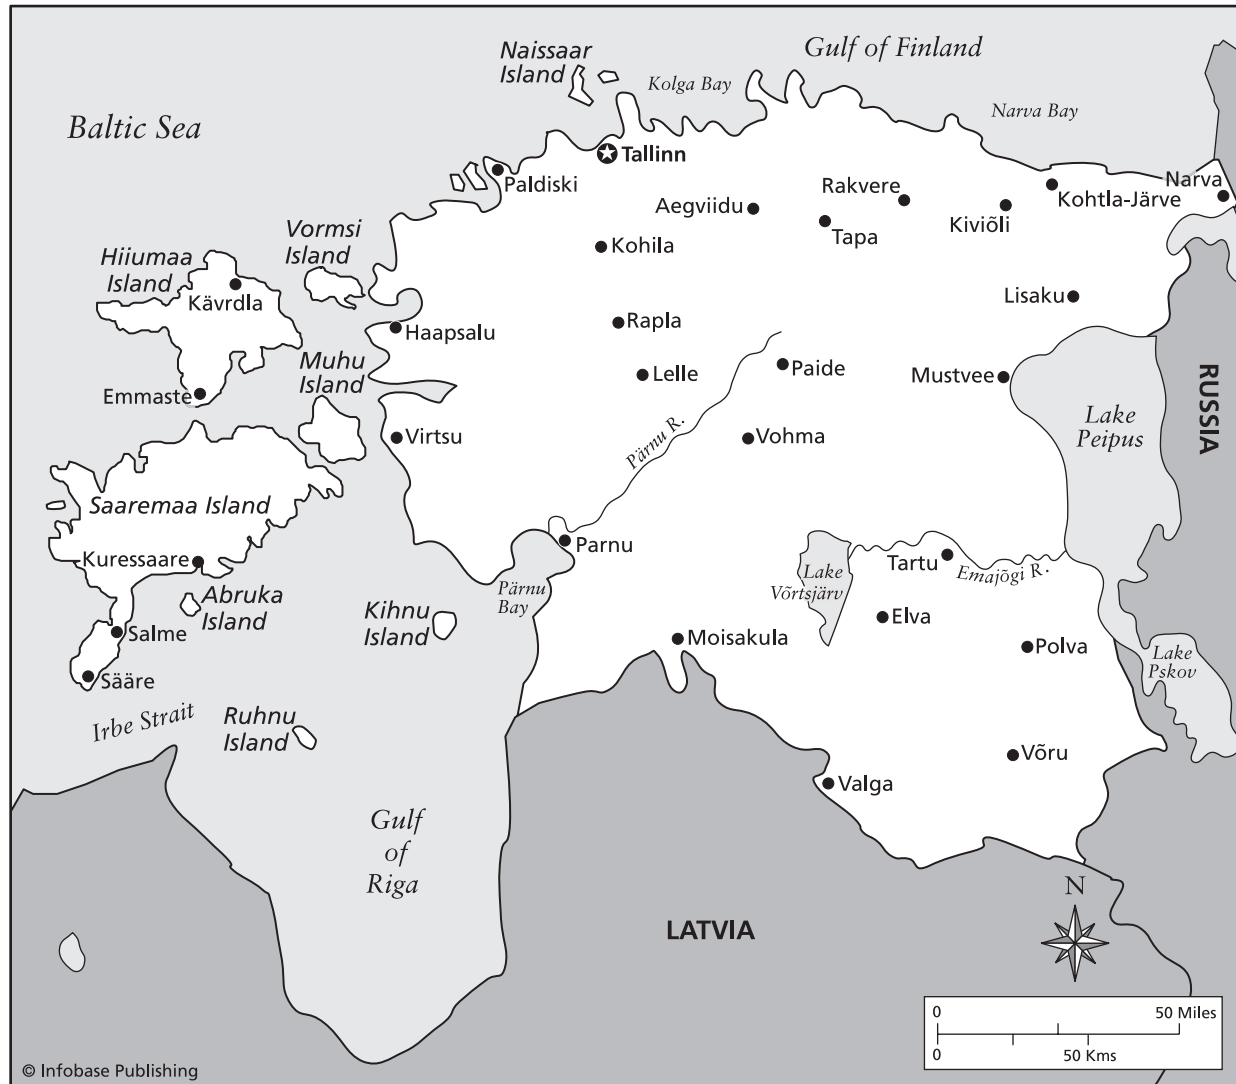 Naissaar
Island
Gulf of Finland
Kolga Bay
Narva Bay
Baltic Sea
Tallinn
Paldiski
Rakvere
Narva
Kohtla-Järve
Aegviidu
Tapa
Kiviõli
Vormsi
Island
Kohila
Hiiumaa
Island
Kävrdla
Lisaku
Haapsalu
Rapla
Muhu
Island
Lelle
Paide
Mustvee
RUSSIA
Emmaste
Lake
Peipus
Virtsu
Pärnu R.
Vohma
Saaremaa Island
Parnu
Kuressaare
Tartu
Emajõgi R.
Lake
Võrtsjärv
Pärnu
Bay
Abruka
Island
Kihnu
Island
Elva
Salme
Moisakula
Polva
Lake
Pskov
Sääre
Irbe Strait
Ruhnu
Island
Võru
Valga
Gulf
of
Riga
N
LATVIA
0 50 Miles
0 50 Kms
© Infobase Publishing